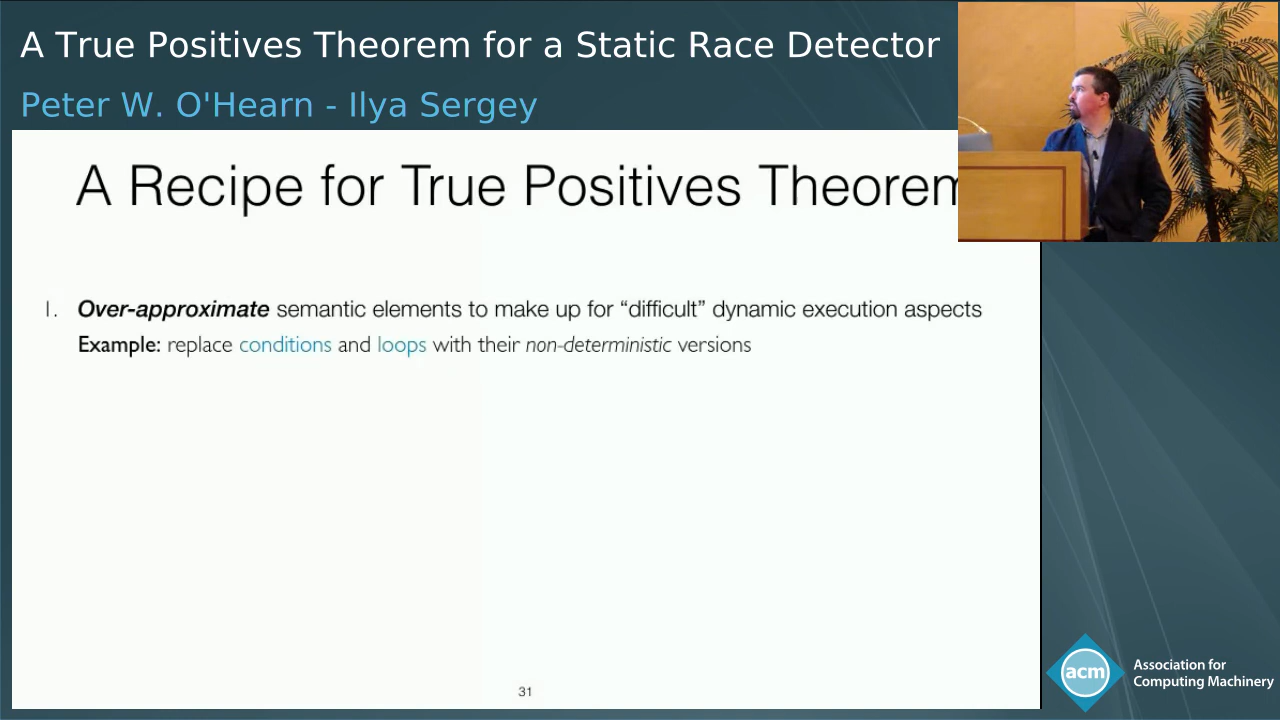 A True Positives Theorem for a Static Race Detector
Peter W. O'Hearn - Ilya Sergey
A Recipe for True Positives Theorem
1. Over-approximate semantic elements to make up for “difficult” dynamic execution aspects
Example: replace conditions and loops with their non-deterministic versions
31
acm
Association for
Computing Machinery